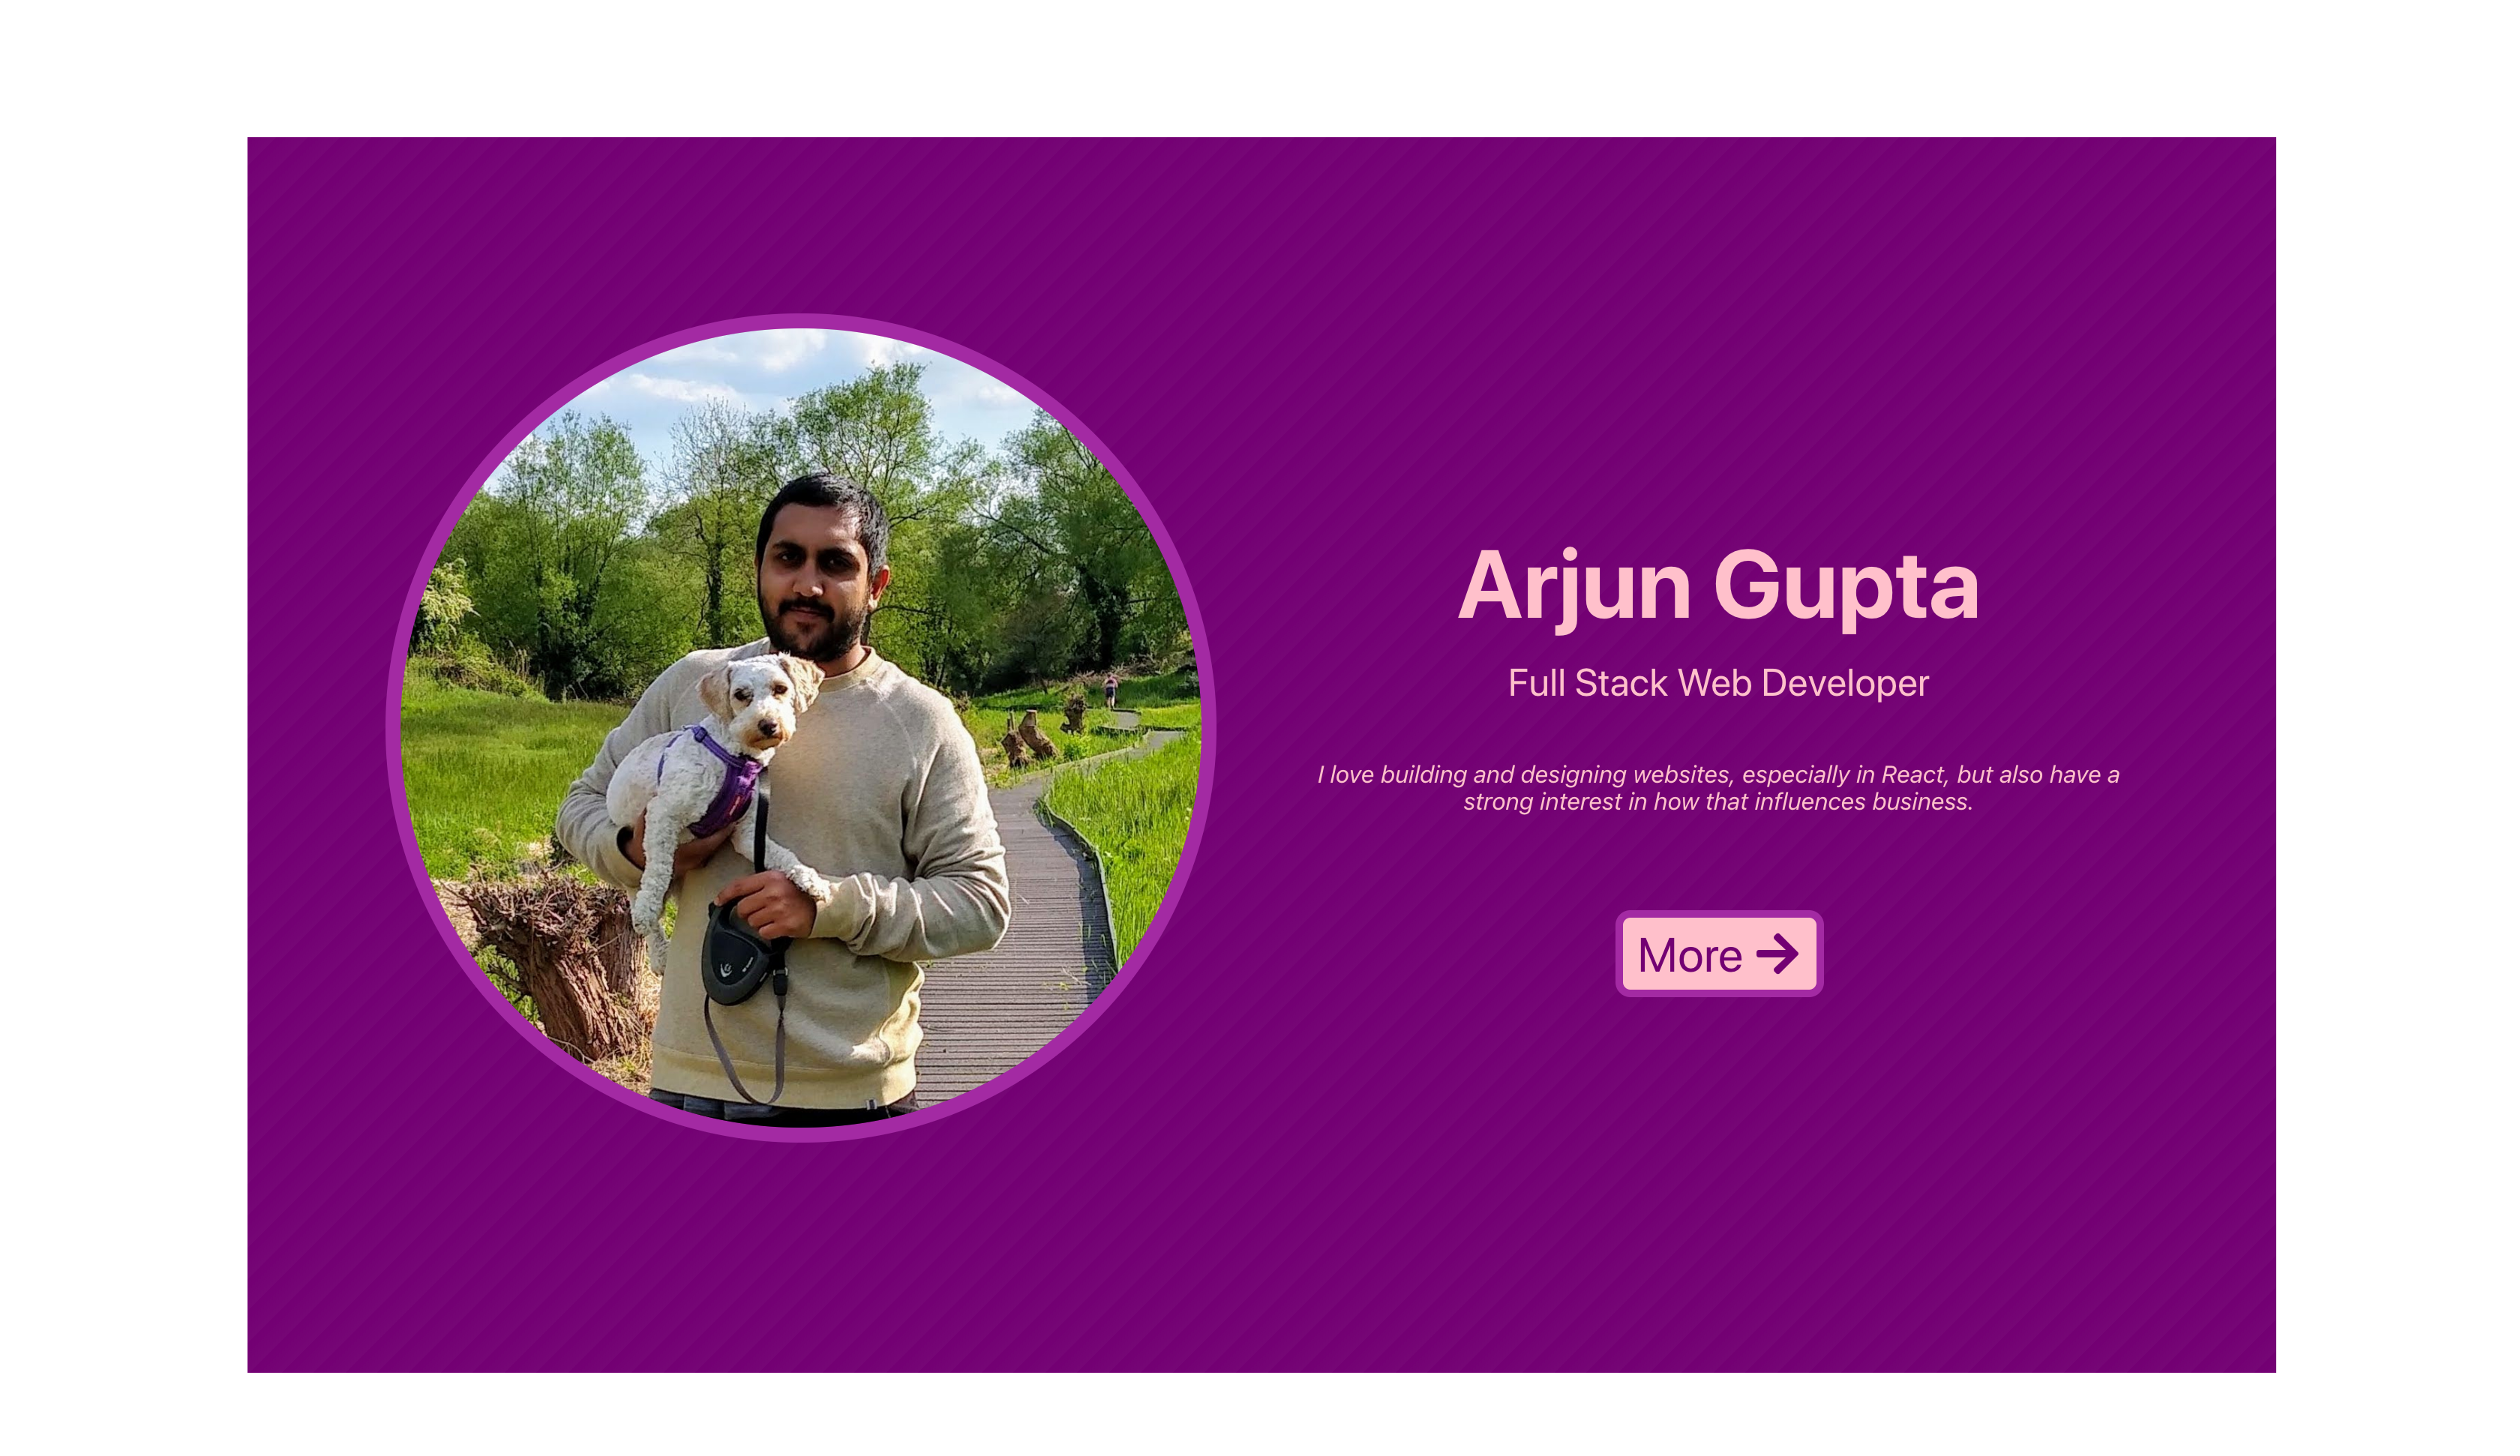 Arjun Gupta
Full Stack Web Developer
I love building and designing websites, especially in React, but also have a
strong interest in how that influences business.
More